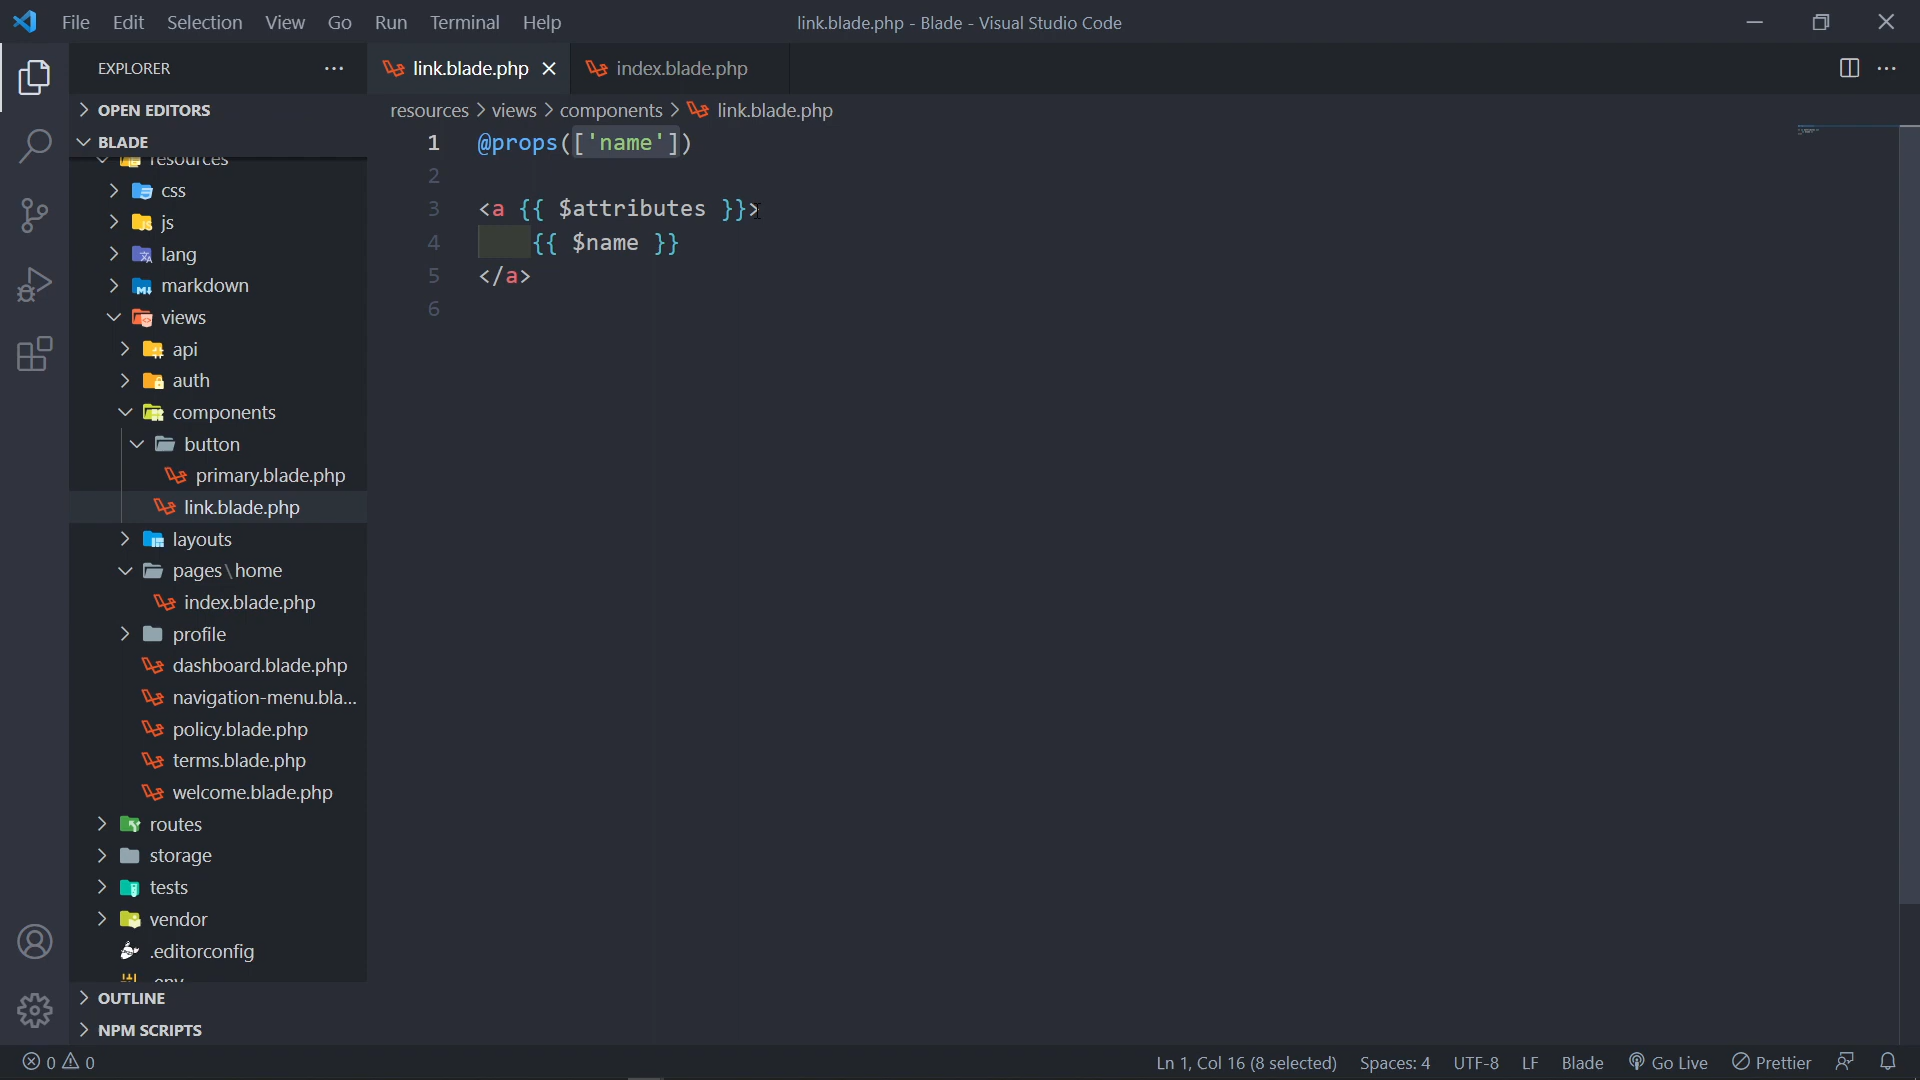 File Edit Selection View Go Run Terminal Help
link.blade.php - Blade - Visual Studio Code
EXPLORER
OPEN EDITORS
BLADE
resources
css
js
lang
markdown
views
api
auth
components
button
primary.blade.php
link.blade.php
layouts
pages\home
index.blade.php
profile
dashboard.blade.php
navigation-menu.bla...
policy.blade.php
terms.blade.php
welcome.blade.php
routes
storage
tests
vendor
.editorconfig
.env
OUTLINE
NPM SCRIPTS
link.blade.php index.blade.php
resources > views > components > link.blade.php
1 @props(['name'])
2
3 <a {{ $attributes }}>
4 {{ $name }}
5 </a>
6
0 0 Ln 1, Col 16 (8 selected) Spaces: 4 UTF-8 LF Blade Go Live Prettier